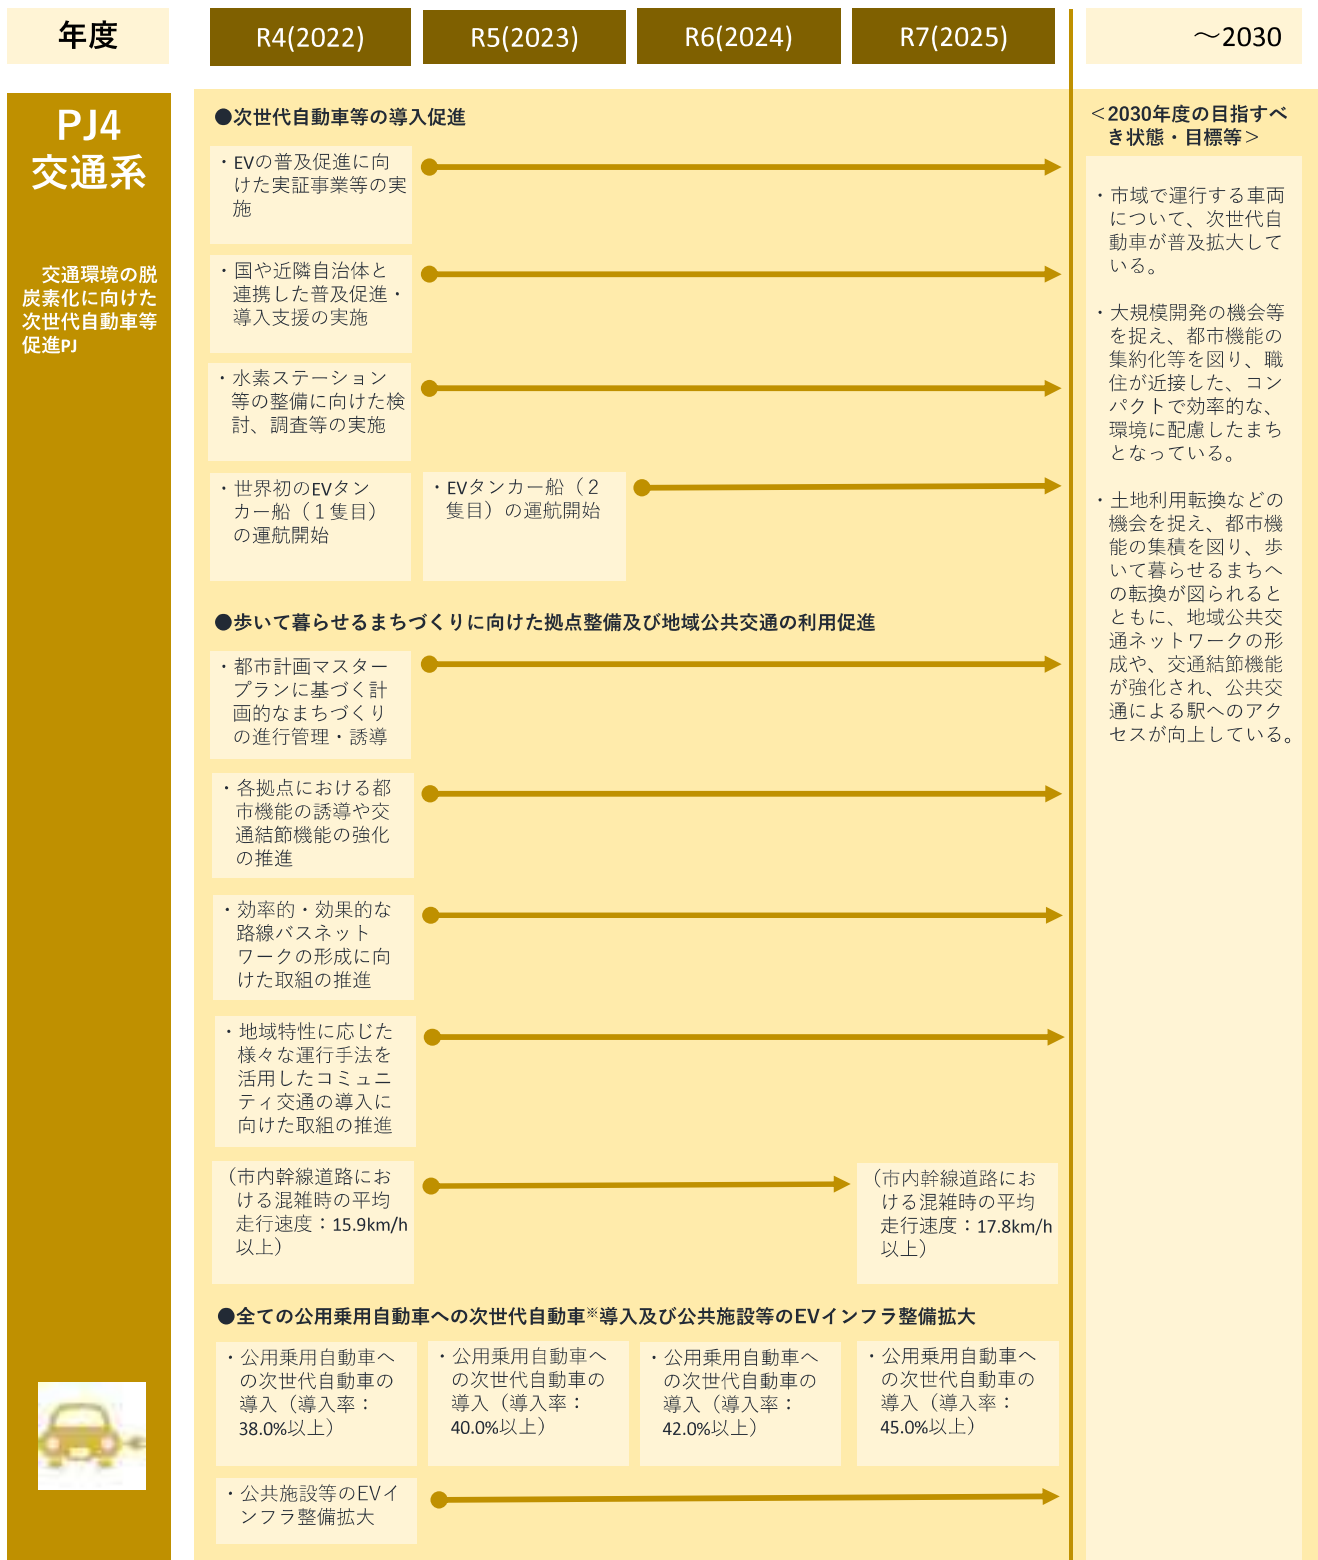 年度
R4(2022)
R5(2023)
R6(2024)
R7(2025)
～2030
PJ4
交通系
交通環境の脱
炭素化に向けた
次世代自動車等
促進PJ
●次世代自動車等の導入促進
・EVの普及促進に向
けた実証事業等の実
施
・国や近隣自治体と
連携した普及促進・
導入支援の実施
・水素ステーション
等の整備に向けた検
討、調査等の実施
・世界初のEVタン
カー船（１隻目）
の運航開始
・EVタンカー船（２
隻目）の運航開始
●歩いて暮らせるまちづくりに向けた拠点整備及び地域公共交通の利用促進
・都市計画マスター
プランに基づく計
画的なまちづくり
の進行管理・誘導
・各拠点における都
市機能の誘導や交
通結節機能の強化
の推進
・効率的・効果的な
路線バスネット
ワークの形成に向
けた取組の推進
・地域特性に応じた
様々な運行手法を
活用したコミュニ
ティ交通の導入に
向けた取組の推進
（市内幹線道路にお
ける混雑時の平均
走行速度：15.9km/h
以上）
（市内幹線道路にお
ける混雑時の平均
走行速度：17.8km/h
以上）
●全ての公用乗用自動車への次世代自動車※導入及び公共施設等のEVインフラ整備拡大
・公用乗用自動車へ
の次世代自動車の
導入（導入率：
38.0%以上）
・公用乗用自動車へ
の次世代自動車の
導入（導入率：
40.0%以上）
・公用乗用自動車へ
の次世代自動車の
導入（導入率：
42.0%以上）
・公用乗用自動車へ
の次世代自動車の
導入（導入率：
45.0%以上）
・公共施設等のEVイ
ンフラ整備拡大
＜2030年度の目指すべ
き状態・目標等＞
・市域で運行する車両
について、次世代自
動車が普及拡大して
いる。
・大規模開発の機会等
を捉え、都市機能の
集約化等を図り、職
住が近接した、コン
パクトで効率的な、
環境に配慮したまち
となっている。
・土地利用転換などの
機会を捉え、都市機
能の集積を図り、歩
いて暮らせるまちへ
の転換が図られると
ともに、地域公共交
通ネットワークの形
成や、交通結節機能
が強化され、公共交
通による駅へのアク
セスが向上している。